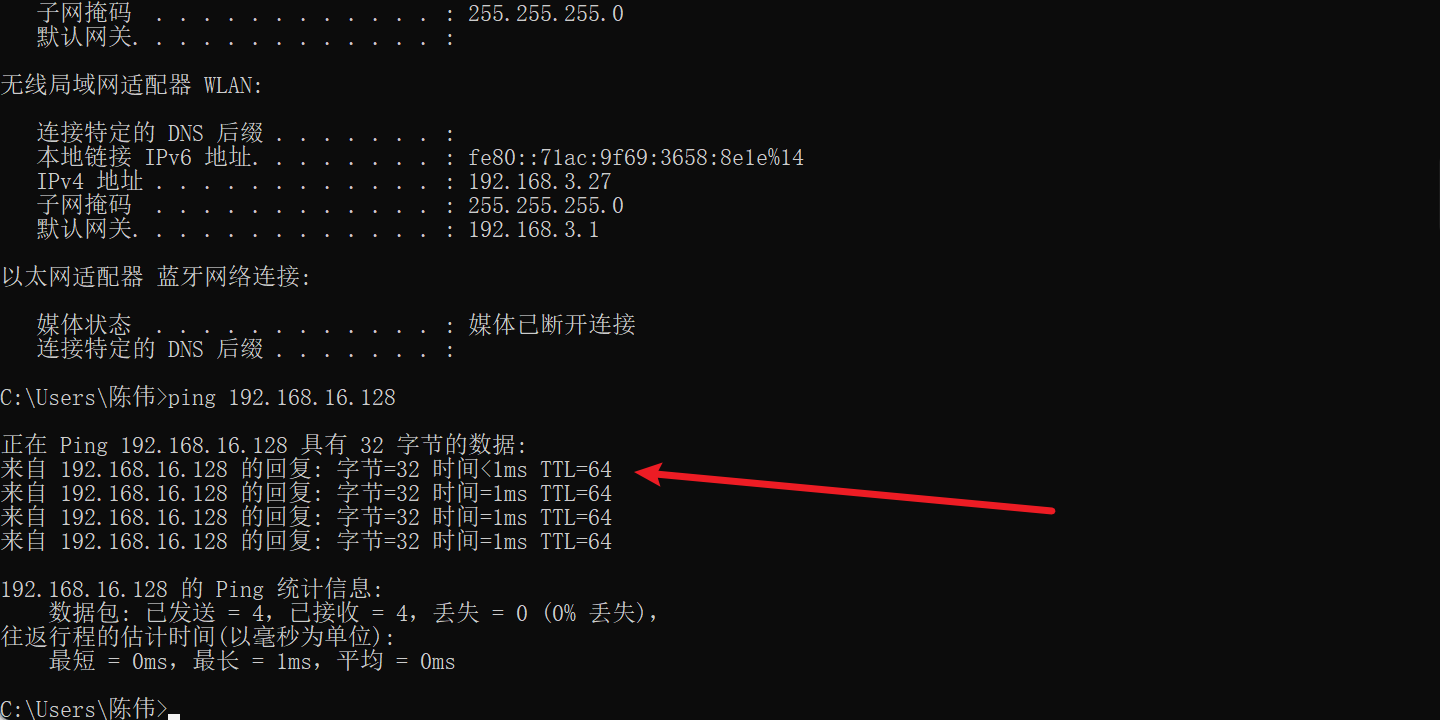 子网掩码  . . . . . . . . . . . . : 255.255.255.0
默认网关. . . . . . . . . . . . . :
无线局域网适配器 WLAN:
连接特定的 DNS 后缀 . . . . . . . :
本地链接 IPv6 地址. . . . . . . . : fe80::71ac:9f69:3658:8e1e%14
IPv4 地址 . . . . . . . . . . . . : 192.168.3.27
子网掩码  . . . . . . . . . . . . : 255.255.255.0
默认网关. . . . . . . . . . . . . : 192.168.3.1
以太网适配器 蓝牙网络连接:
媒体状态  . . . . . . . . . . . . : 媒体已断开连接
连接特定的 DNS 后缀 . . . . . . . :
C:\Users\陈伟>ping 192.168.16.128
正在 Ping 192.168.16.128 具有 32 字节的数据:
来自 192.168.16.128 的回复: 字节=32 时间<1ms TTL=64
来自 192.168.16.128 的回复: 字节=32 时间=1ms TTL=64
来自 192.168.16.128 的回复: 字节=32 时间=1ms TTL=64
来自 192.168.16.128 的回复: 字节=32 时间=1ms TTL=64
192.168.16.128 的 Ping 统计信息:
数据包: 已发送 = 4，已接收 = 4，丢失 = 0 (0% 丢失)，
往返行程的估计时间(以毫秒为单位):
最短 = 0ms，最长 = 1ms，平均 = 0ms
C:\Users\陈伟>